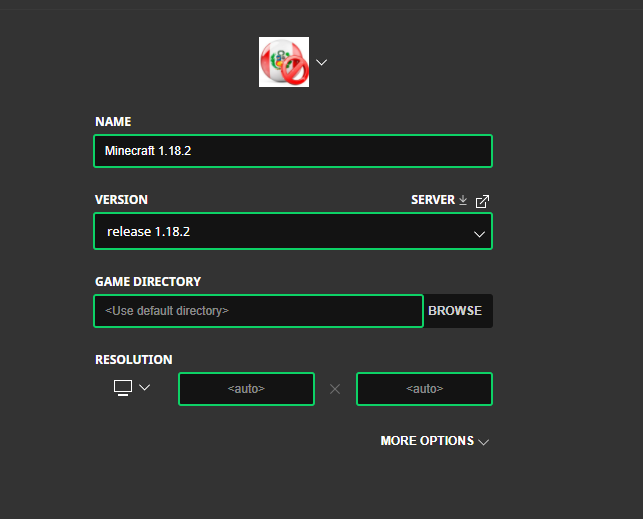 NAME
Minecraft 1.18.2
VERSION
SERVER
release 1.18.2
GAME DIRECTORY
<Use default directory>
BROWSE
RESOLUTION
<auto>
<auto>
MORE OPTIONS